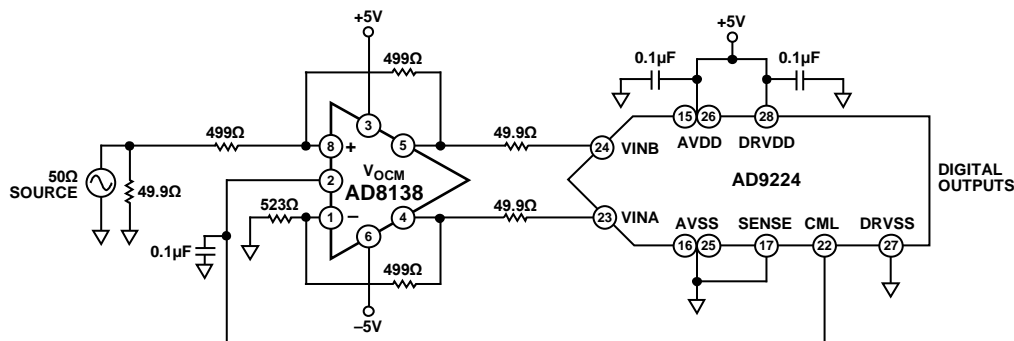 +5V
+5V
499Ω
0.1µF
0.1µF
3
15
26
28
499Ω
8
+
5
49.9Ω
24
VINB
AVDD
DRVDD
50Ω
SOURCE
49.9Ω
2
VOCM
AD8138
AD9224
DIGITAL
OUTPUTS
523Ω
1
–
4
49.9Ω
23
VINA
AVSS
SENSE
CML
DRVSS
0.1µF
6
499Ω
16
25
17
22
27
–5V